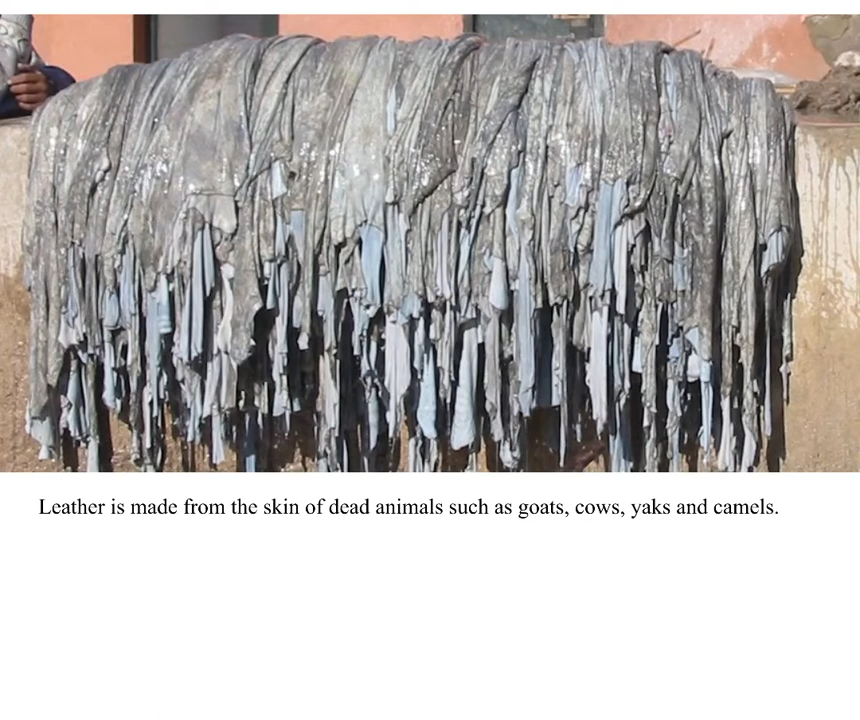 Leather is made from the skin of dead animals such as goats, cows, yaks and camels.